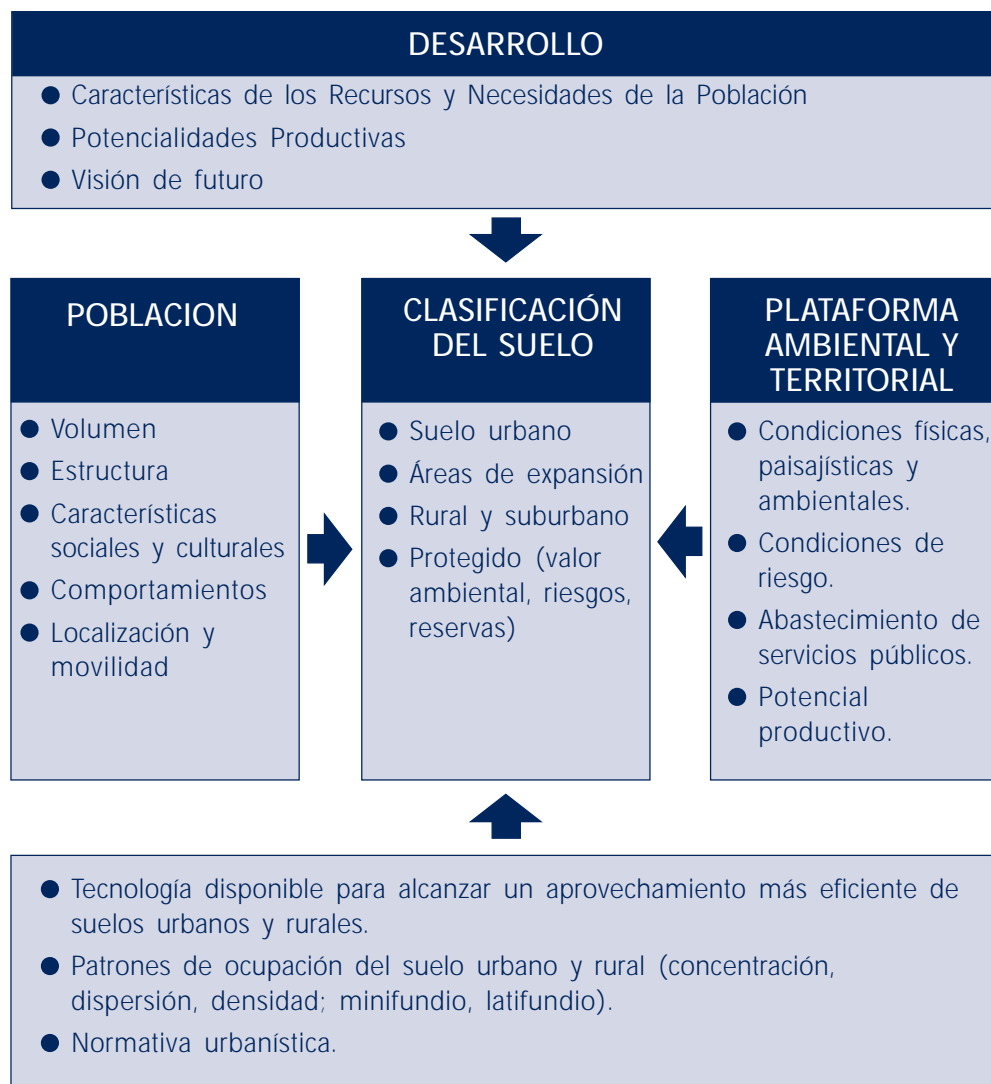 DESARROLLO
● Características de los Recursos y Necesidades de la Población
● Potencialidades Productivas
● Visión de futuro
POBLACION
● Volumen
● Estructura
● Características
sociales y culturales
● Comportamientos
● Localización y
movilidad
CLASIFICACIÓN
DEL SUELO
● Suelo urbano
● Áreas de expansión
● Rural y suburbano
● Protegido (valor
ambiental, riesgos,
reservas)
PLATAFORMA
AMBIENTAL Y
TERRITORIAL
● Condiciones físicas,
paisajísticas y
ambientales.
● Condiciones de
riesgo.
● Abastecimiento de
servicios públicos.
● Potencial
productivo.
● Tecnología disponible para alcanzar un aprovechamiento más eficiente de
suelos urbanos y rurales.
● Patrones de ocupación del suelo urbano y rural (concentración,
dispersión, densidad; minifundio, latifundio).
● Normativa urbanística.